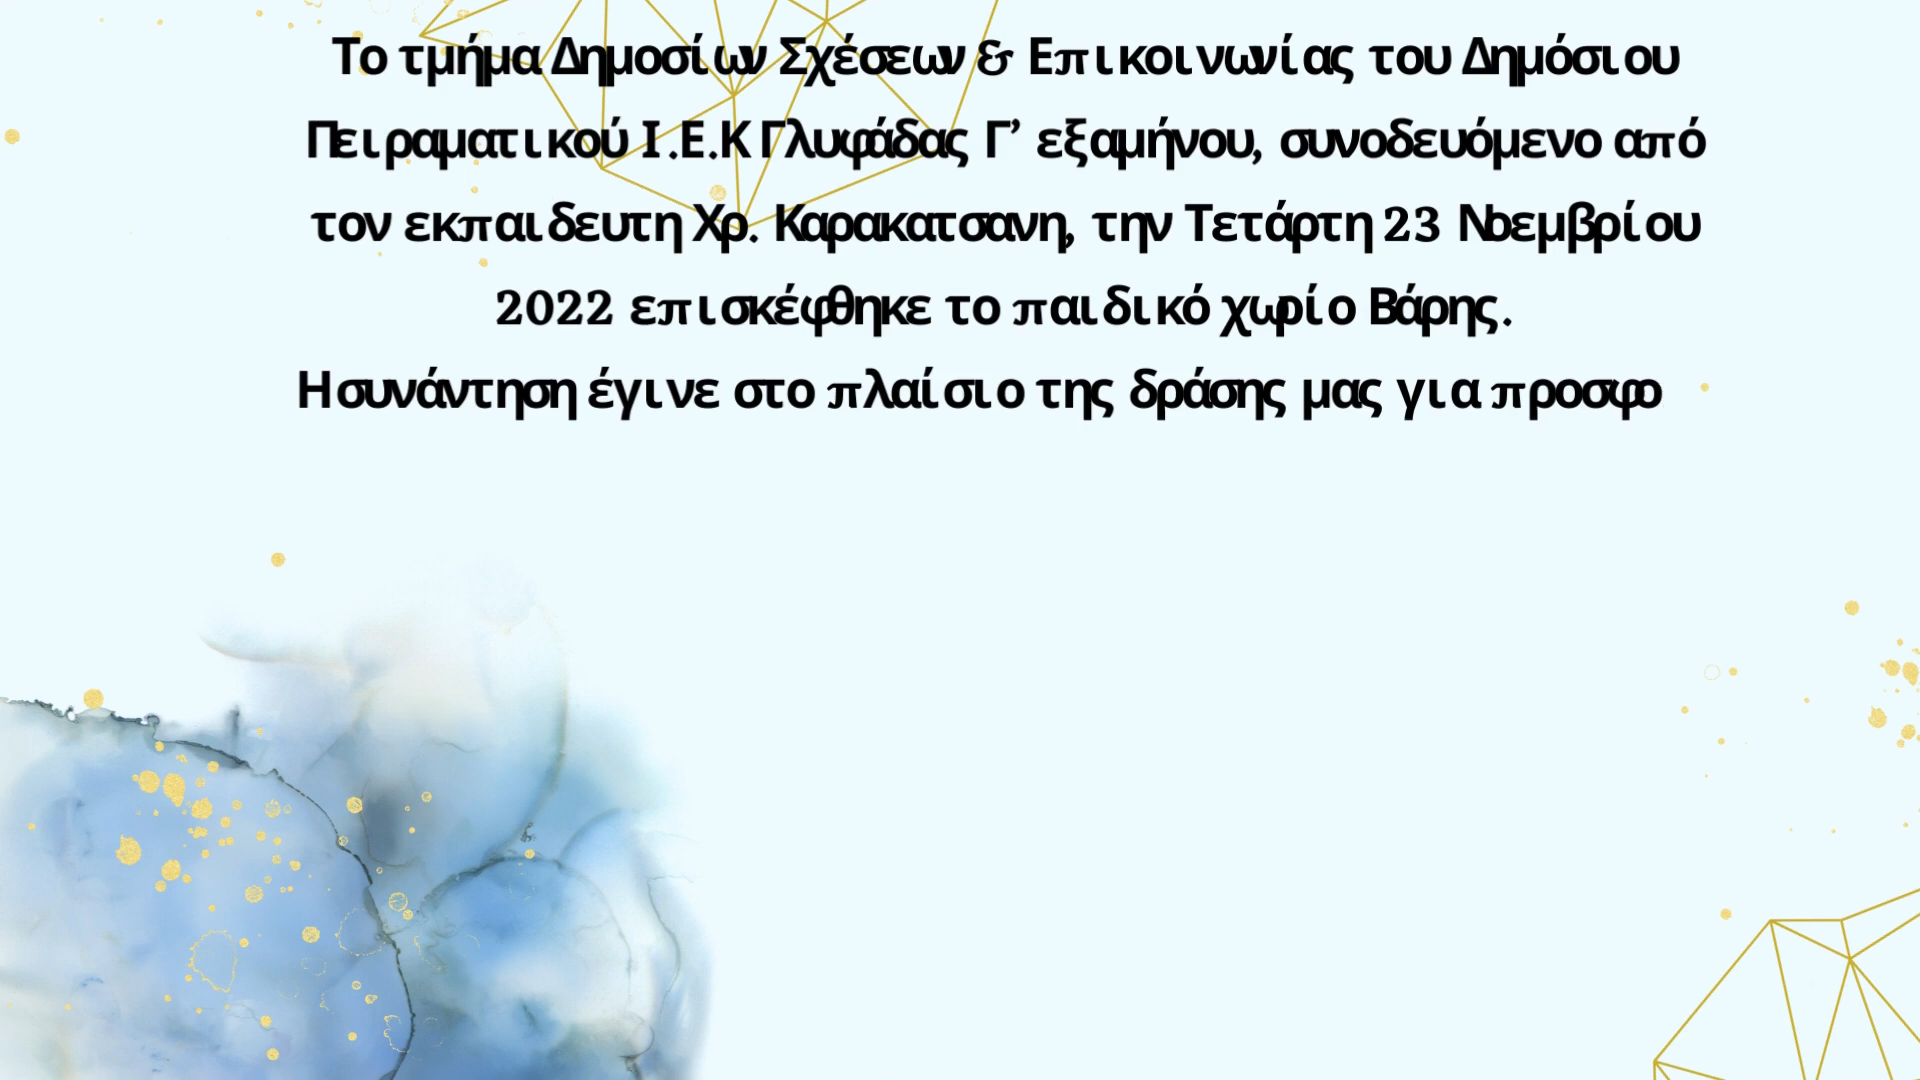 Το τμήμα Δημοσίων Σχέσεων & Επικοινωνίας του Δημόσιου
Πειραματικού Ι.Ε.Κ Γλυφάδας Γ’ εξαμήνου, συνοδευόμενο από
τον εκπαιδευτη Χρ. Καρακατσανη, την Τετάρτη 23 Νοεμβρίου
2022 επισκέφθηκε το παιδικό χωριό Βάρης.
Η συνάντηση έγινε στο πλαίσιο της δράσης μας για προσφο